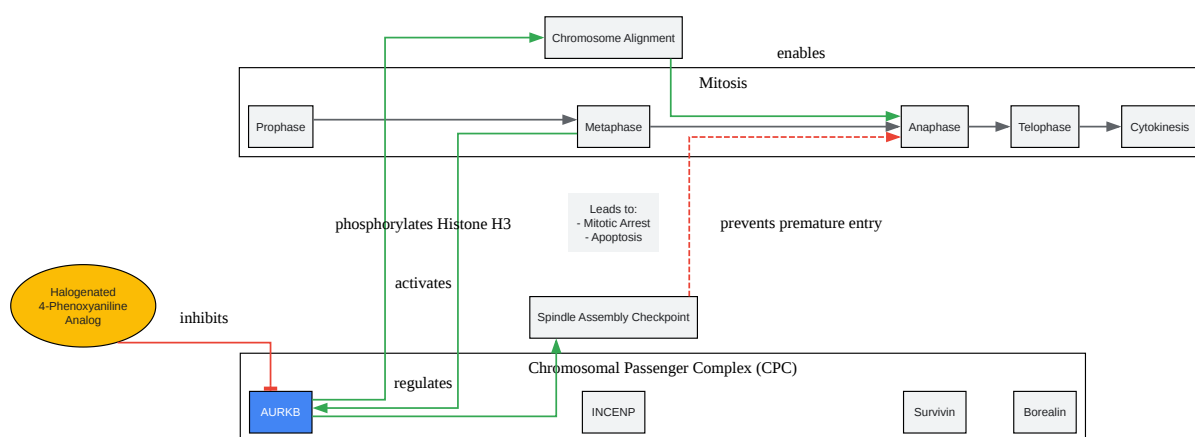 Chromosome Alignment
enables
Mitosis
Prophase
Metaphase
Anaphase
Telophase
Cytokinesis
phosphorylates Histone H3
Leads to:
- Mitotic Arrest
- Apoptosis
prevents premature entry
activates
Halogenated
4-Phenoxyaniline
Analog
inhibits
Spindle Assembly Checkpoint
Chromosomal Passenger Complex (CPC)
regulates
AURKB
INCENP
Survivin
Borealin